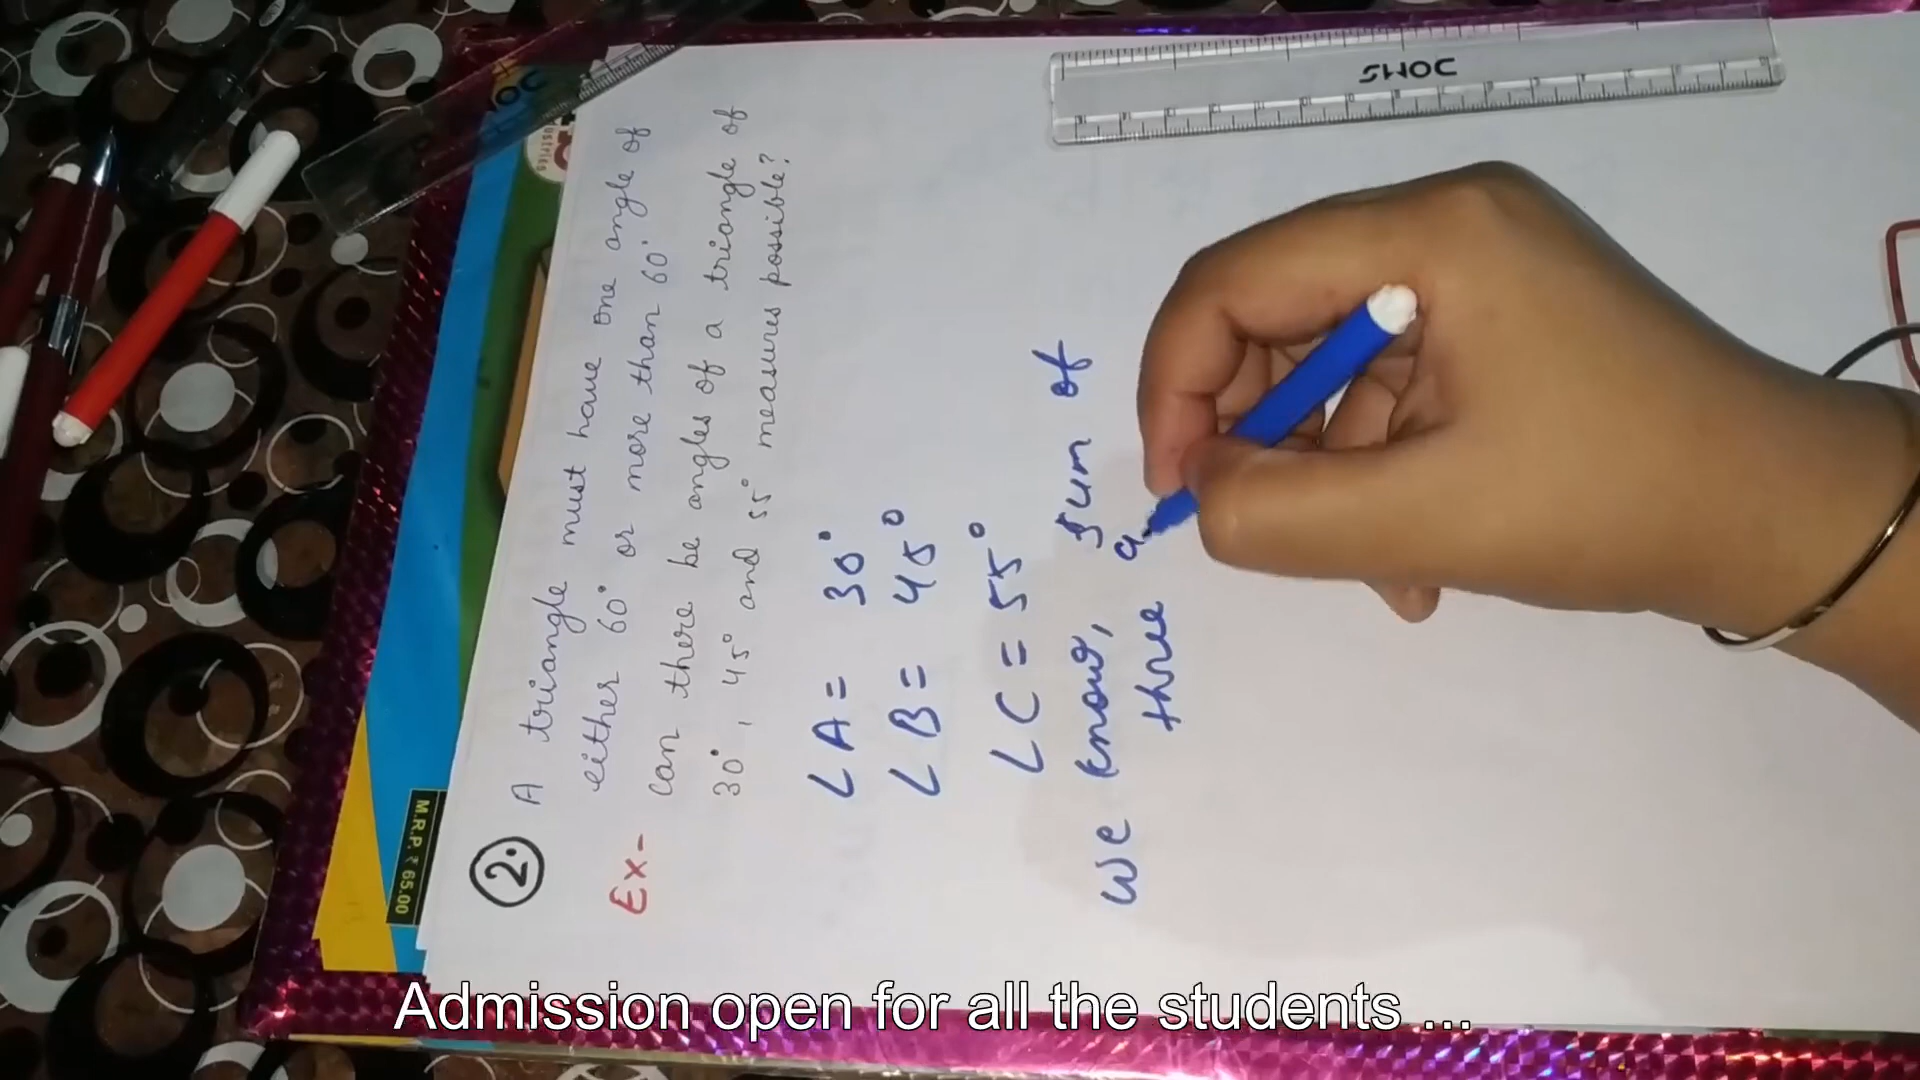 2. A triangle must have one angle of
either 60° or more than 60°
Ex- Can there be angles of a triangle of
30°, 45° and 55° measures possible?
∠A = 30°
∠B = 45°
∠C = 55°
We know, sum of
three a
DOMS
M.R.P. ₹ 65.00
Admission open for all the students ...